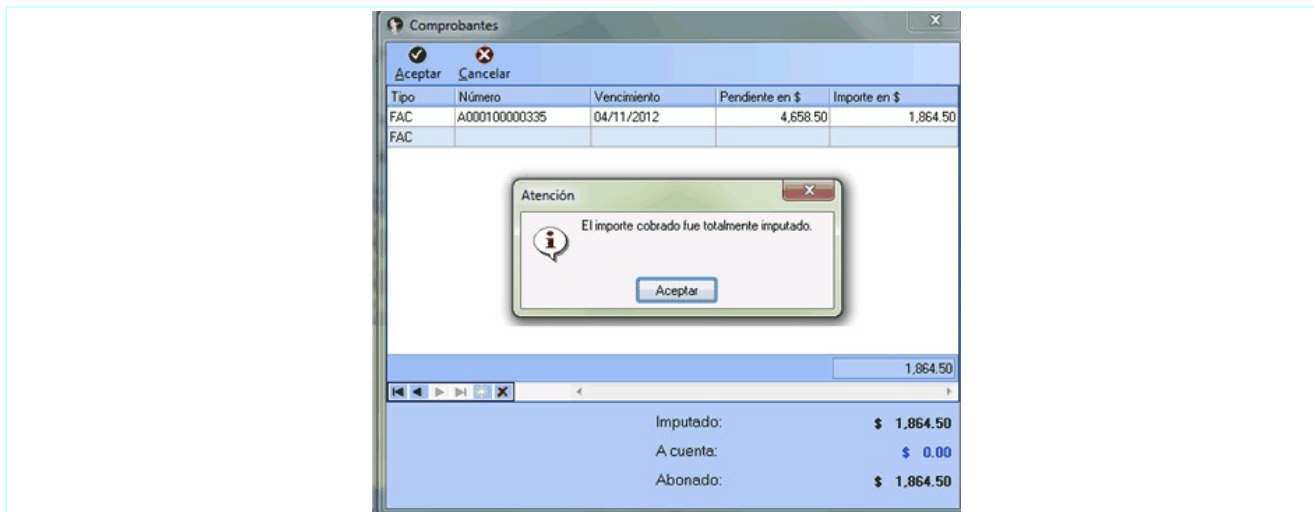 Comprobantes
Aceptar Cancelar
Tipo Número Vencimiento Pendiente en $ Importe en $
FAC A000100000335 04/11/2012 4,658.50 1,864.50
FAC
Atención
El importe cobrado fue totalmente imputado.
Aceptar
1,864.50
Imputado: $ 1,864.50
A cuenta: $ 0.00
Abonado: $ 1,864.50